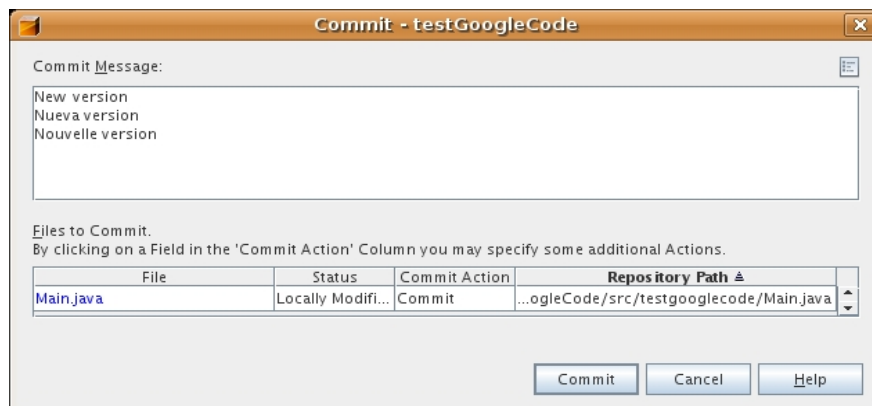 Commit - testGoogleCode
Commit Message:
New version
Nueva version
Nouvelle version
Files to Commit.
By clicking on a Field in the 'Commit Action' Column you may specify some additional Actions.
File Status Commit Action Repository Path
Main.java Locally Modifi... Commit ...ogleCode/src/testgooglecode/Main.java
Commit Cancel Help